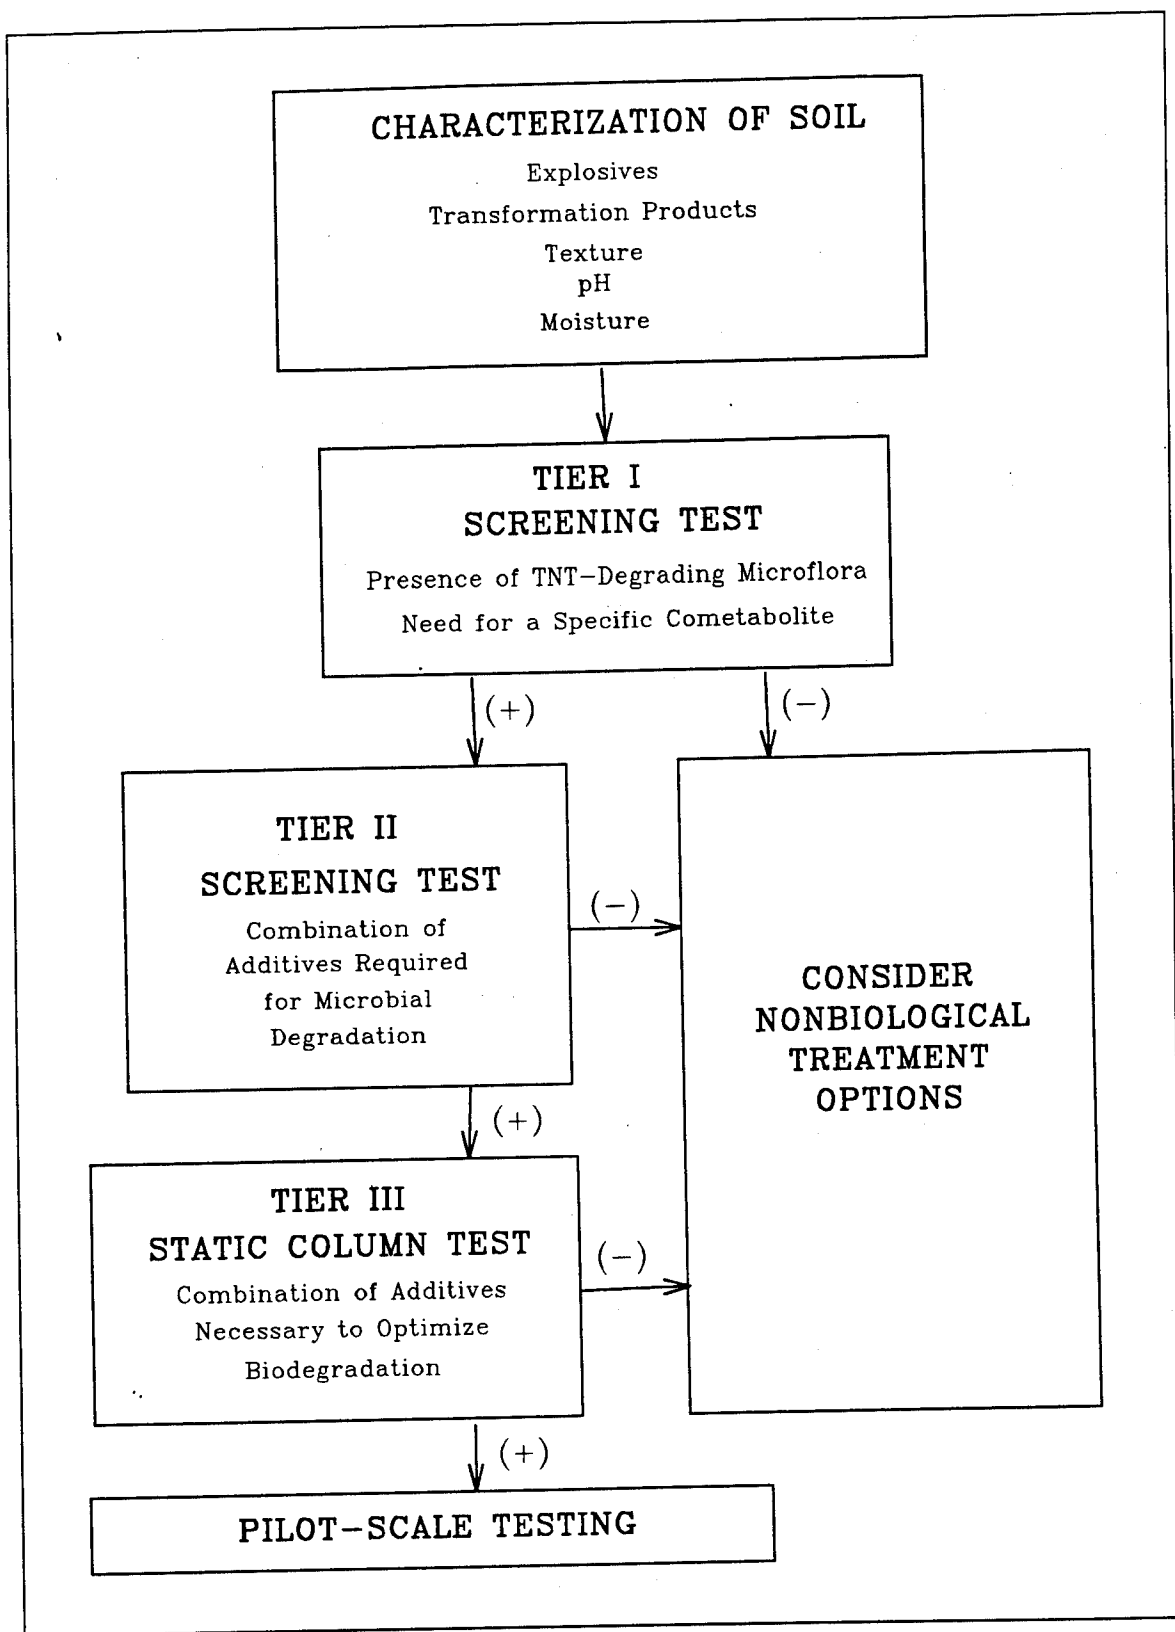 CHARACTERIZATION OF SOIL
Explosives
Transformation Products
Texture
pH
Moisture
TIER I
SCREENING TEST
Presence of TNT-Degrading Microflora
Need for a Specific Cometabolite
(+)
(-)
TIER II
SCREENING TEST
Combination of
Additives Required
for Microbial
Degradation
(-)
CONSIDER
NONBIOLOGICAL
TREATMENT
OPTIONS
(+)
TIER III
STATIC COLUMN TEST
Combination of Additives
Necessary to Optimize
Biodegradation
(-)
(+)
PILOT-SCALE TESTING